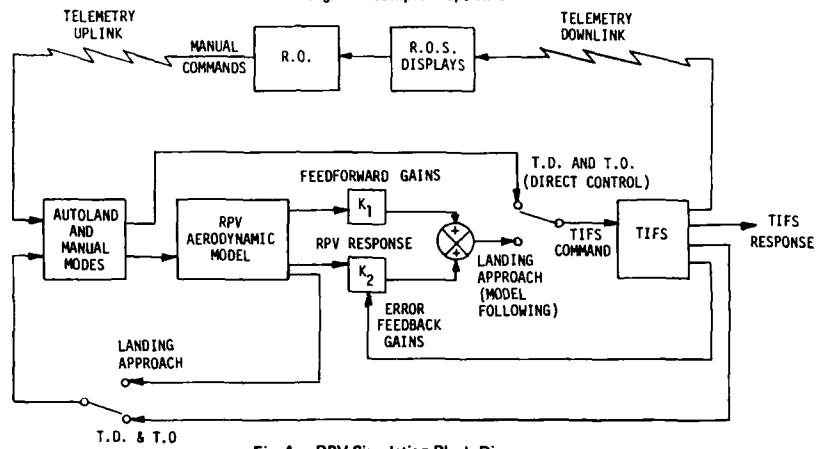 TELEMETRY
UPLINK
MANUAL
COMMANDS
R.O.
R.O.S.
DISPLAYS
TELEMETRY
DOWNLINK
AUTOLAND
AND
MANUAL
MODES
RPV
AERODYNAMIC
MODEL
FEEDFORWARD GAINS
K1
RPV RESPONSE
K2
ERROR
FEEDBACK
GAINS
+
+
T.D. AND T.O.
(DIRECT CONTROL)
LANDING
APPROACH
(MODEL
FOLLOWING)
TIFS
COMMAND
TIFS
TIFS
RESPONSE
LANDING
APPROACH
T.D. & T.O